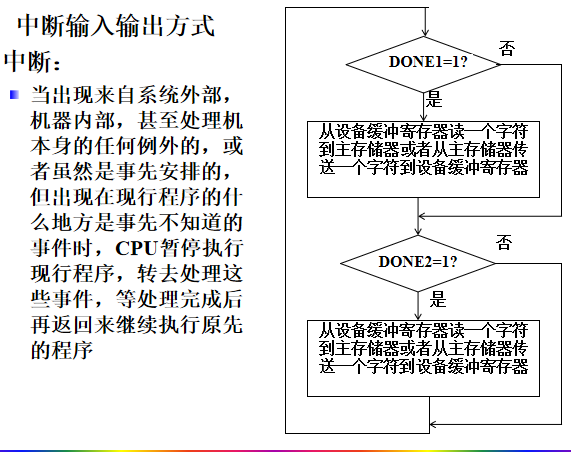 中断输入输出方式
中断：
当出现来自系统外部，
机器内部，甚至处理机
本身的任何例外的，或
者虽然是事先安排的，
但出现在现行程序的什
么地方是事先不知道的
事件时，CPU暂停执行
现行程序，转去处理这
些事件，等处理完成后
再返回来继续执行原先
的程序
DONE1=1?
否
是
从设备缓冲寄存器读一个字符
到主存储器或者从主存储器传
送一个字符到设备缓冲寄存器
否
DONE2=1?
是
从设备缓冲寄存器读一个字符
到主存储器或者从主存储器传
送一个字符到设备缓冲寄存器